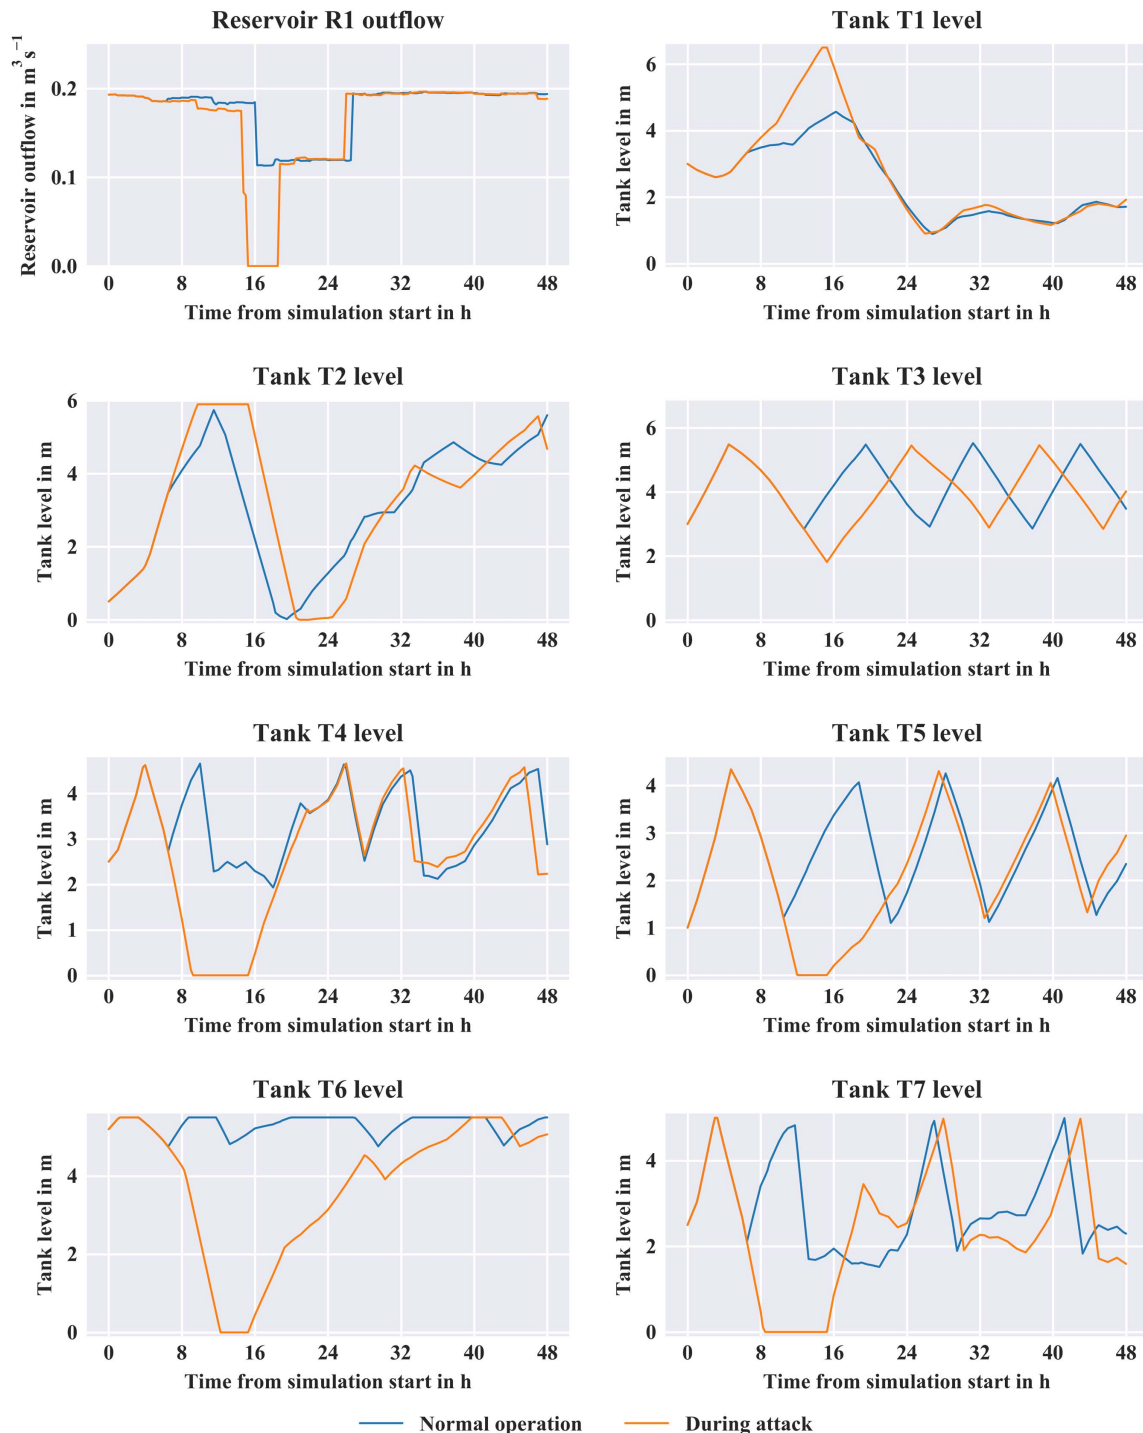 Reservoir R1 outflow
Reservoir outflow in m³ s⁻¹
0.2
0.1
0.0
0 8 16 24 32 40 48
Time from simulation start in h
Tank T1 level
Tank level in m
6
4
2
0
0 8 16 24 32 40 48
Time from simulation start in h
Tank T2 level
Tank level in m
6
4
2
0
0 8 16 24 32 40 48
Time from simulation start in h
Tank T3 level
Tank level in m
6
4
2
0
0 8 16 24 32 40 48
Time from simulation start in h
Tank T4 level
Tank level in m
4
3
2
1
0
0 8 16 24 32 40 48
Time from simulation start in h
Tank T5 level
Tank level in m
4
3
2
1
0
0 8 16 24 32 40 48
Time from simulation start in h
Tank T6 level
Tank level in m
4
2
0
0 8 16 24 32 40 48
Time from simulation start in h
Tank T7 level
Tank level in m
4
2
0
0 8 16 24 32 40 48
Time from simulation start in h
Normal operation
During attack